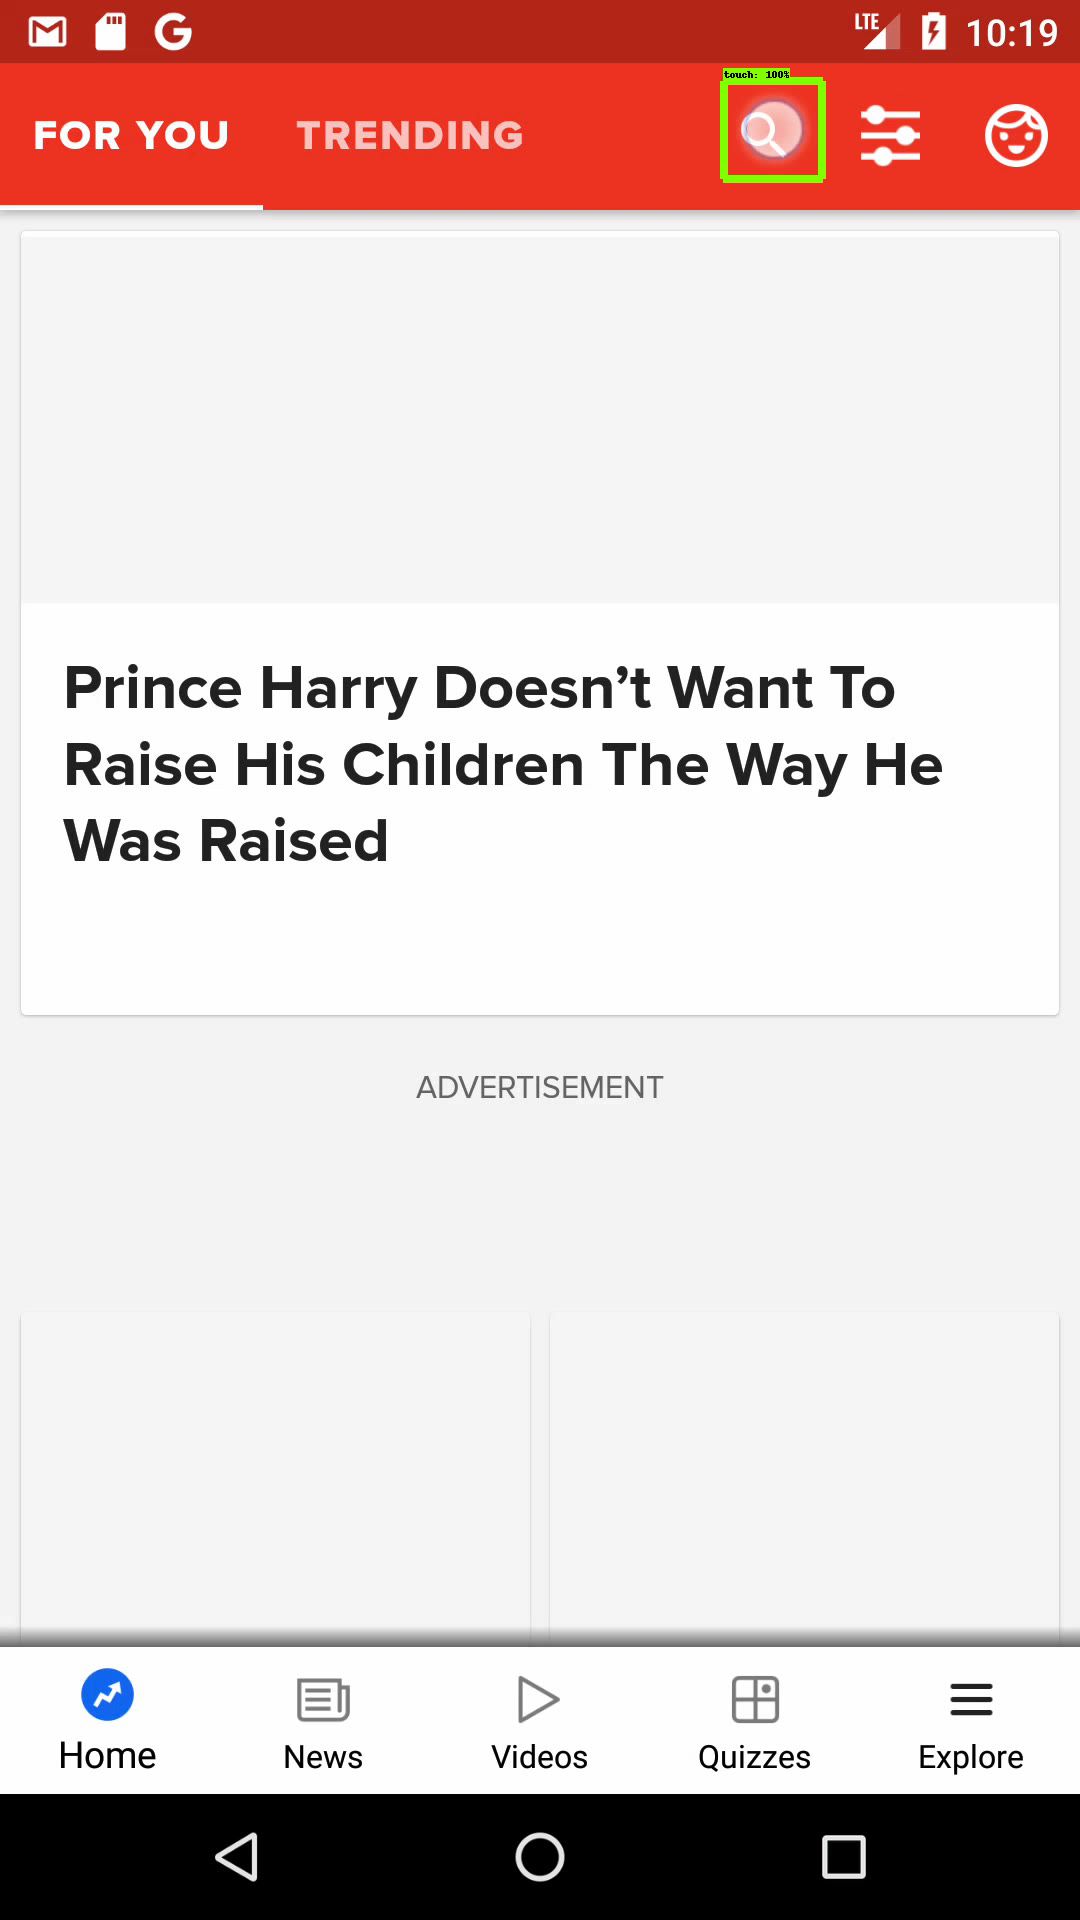 LTE
10:19
touch: 100%
FOR YOU
TRENDING
Prince Harry Doesn’t Want To
Raise His Children The Way He
Was Raised
ADVERTISEMENT
Home
News
Videos
Quizzes
Explore